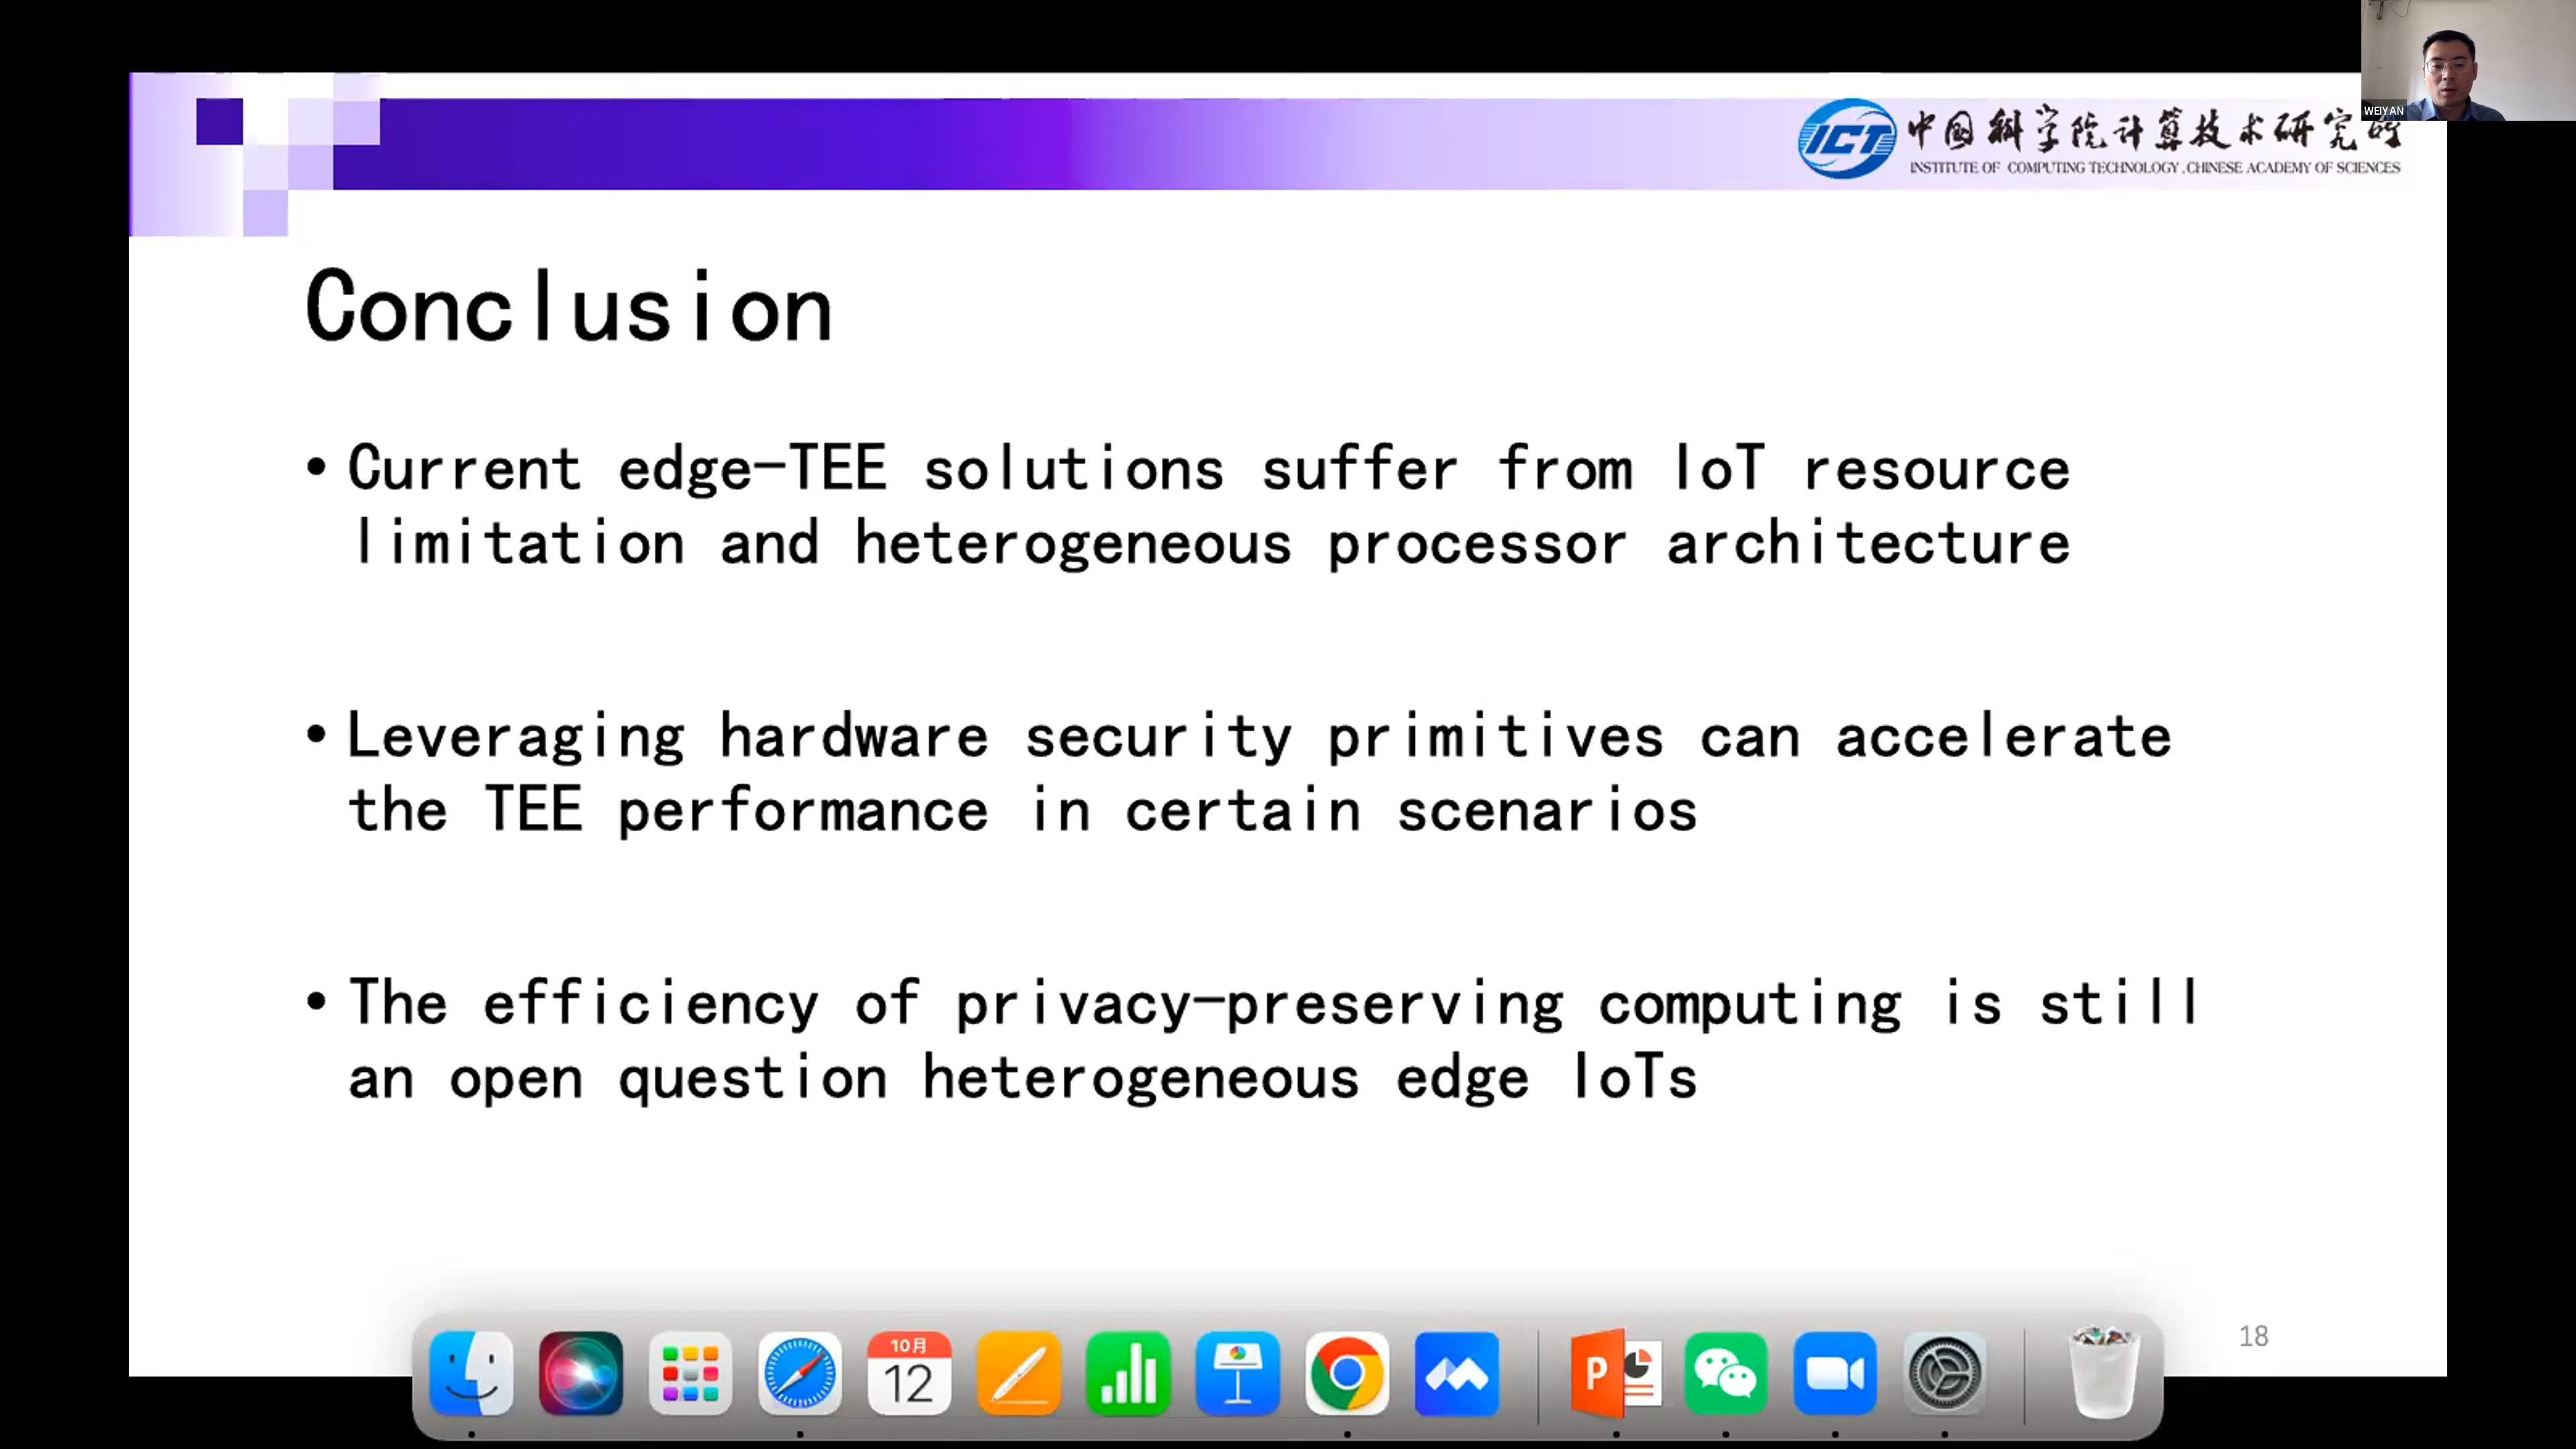 WEIYAN
ICT 中国科学院计算技术研究所
INSTITUTE OF COMPUTING TECHNOLOGY, CHINESE ACADEMY OF SCIENCES
Conclusion
• Current edge-TEE solutions suffer from IoT resource
limitation and heterogeneous processor architecture
• Leveraging hardware security primitives can accelerate
the TEE performance in certain scenarios
• The efficiency of privacy-preserving computing is still
an open question heterogeneous edge IoTs
18
10月
12
P